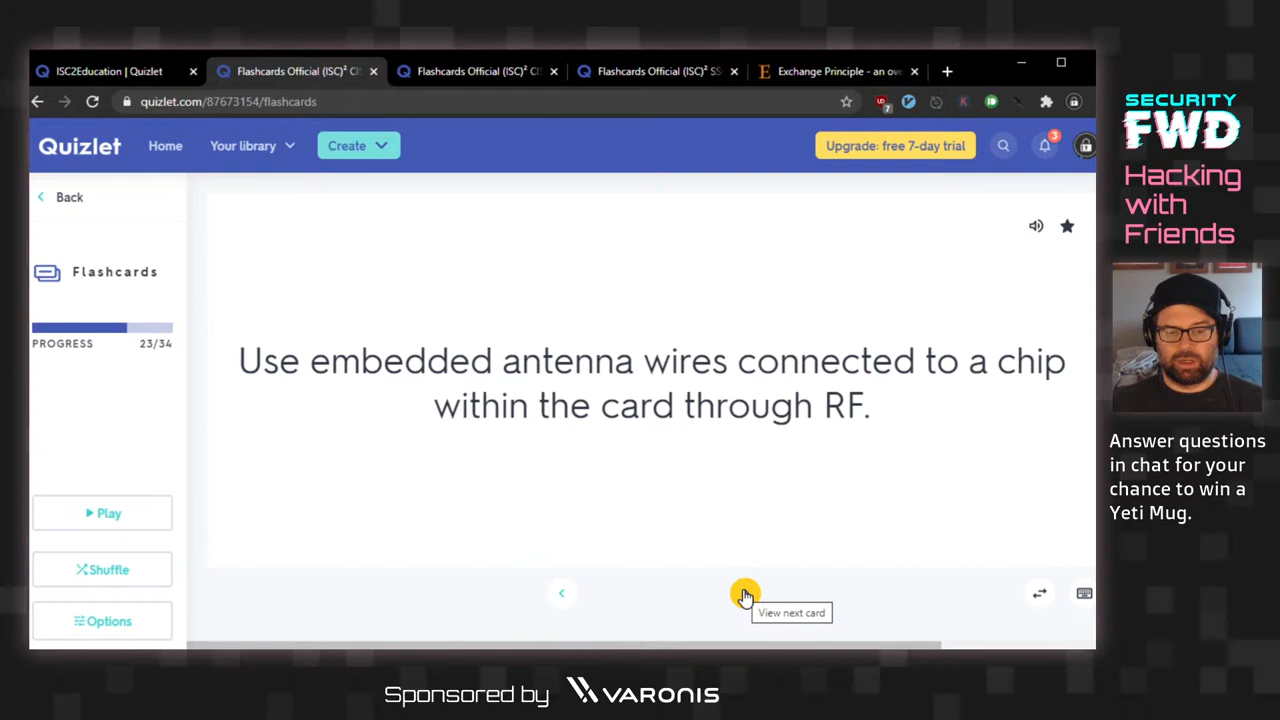 ISC2Education | Quizlet
Flashcards Official (ISC)² CI
Flashcards Official (ISC)² CI
Flashcards Official (ISC)² SS
Exchange Principle - an ove
quizlet.com/87673154/flashcards
7
Quizlet
Home
Your library
Create
Upgrade: free 7-day trial
3
Back
Flashcards
PROGRESS 23/34
Use embedded antenna wires connected to a chip
within the card through RF.
Play
Shuffle
Options
View next card
SECURITY
FWD
Hacking
with
Friends
Answer questions
in chat for your
chance to win a
Yeti Mug.
Sponsored by VARONIS